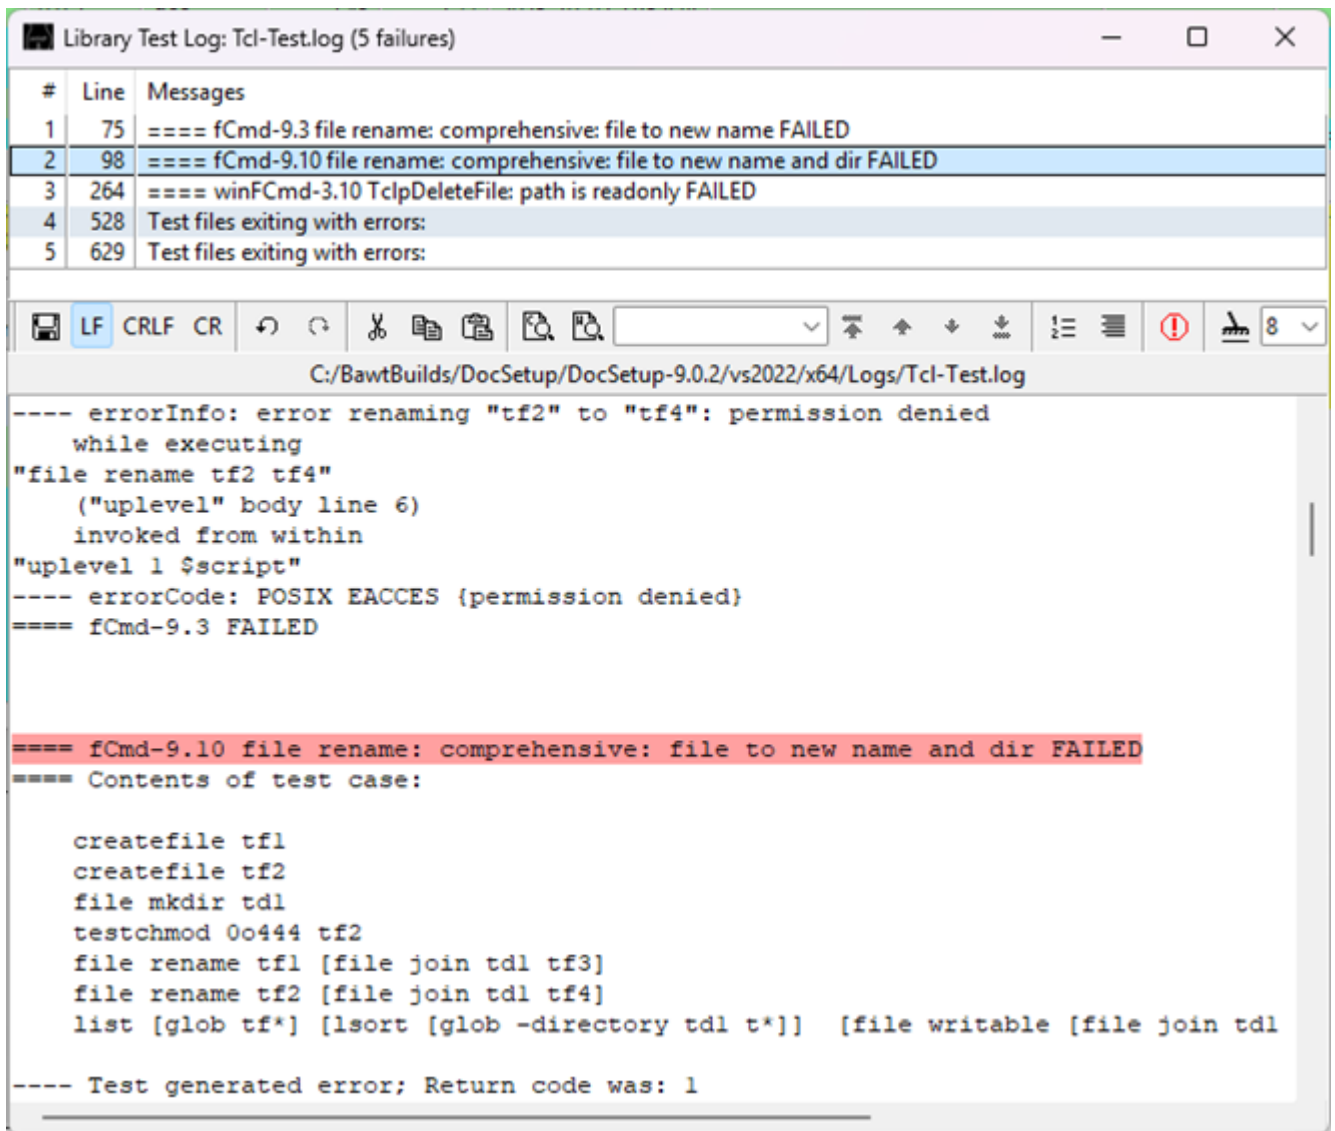 Library Test Log: Tcl-Test.log (5 failures)
# Line Messages
1 75 ==== fCmd-9.3 file rename: comprehensive: file to new name FAILED
2 98 ==== fCmd-9.10 file rename: comprehensive: file to new name and dir FAILED
3 264 ==== winFCmd-3.10 TclpDeleteFile: path is readonly FAILED
4 528 Test files exiting with errors:
5 629 Test files exiting with errors:
LF CRLF CR 8
C:/BawtBuilds/DocSetup/DocSetup-9.0.2/vs2022/x64/Logs/Tcl-Test.log
---- errorInfo: error renaming "tf2" to "tf4": permission denied
    while executing
"file rename tf2 tf4"
    ("uplevel" body line 6)
    invoked from within
"uplevel 1 $script"
---- errorCode: POSIX EACCES {permission denied}
==== fCmd-9.3 FAILED
==== fCmd-9.10 file rename: comprehensive: file to new name and dir FAILED
==== Contents of test case:
    createfile tf1
    createfile tf2
    file mkdir td1
    testchmod 0o444 tf2
    file rename tf1 [file join td1 tf3]
    file rename tf2 [file join td1 tf4]
    list [glob tf*] [lsort [glob -directory td1 t*]]  [file writable [file join td1
---- Test generated error; Return code was: 1